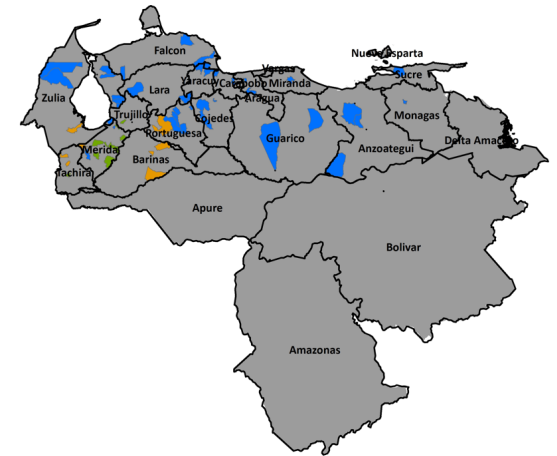 Falcon
Nueva Esparta
Vargas
Sucre
Zulia
Lara
Yaracuy
Carabobo
Miranda
Aragua
Trujillo
Cojedes
Monagas
Portuguesa
Guarico
Delta Amacuro
Merida
Anzoategui
Barinas
Tachira
Apure
Bolivar
Amazonas